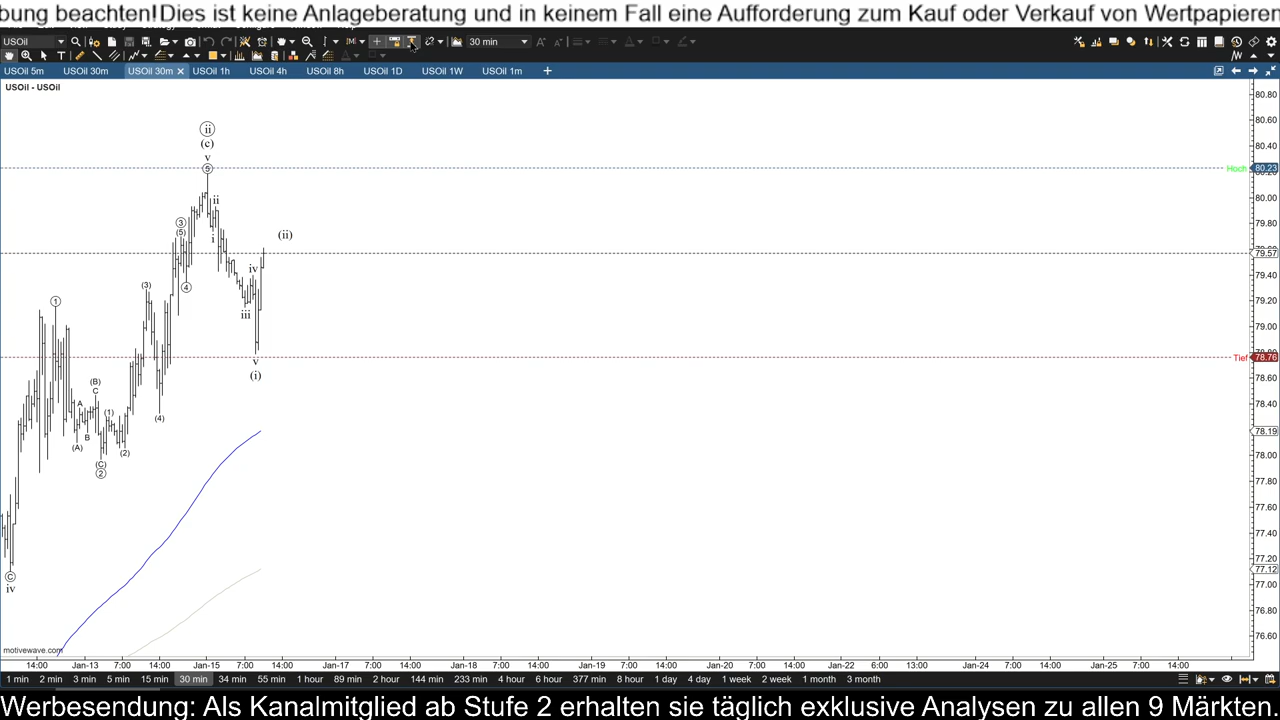 bung beachten! Dies ist keine Anlageberatung und in keinem Fall eine Aufforderung zum Kauf oder Verkauf von Wertpapieren
USOil
30 min
USOil 5m USOil 30m USOil 30m USOil 1h USOil 4h USOil 8h USOil 1D USOil 1W USOil 1m
USOil - USOil
80.80
80.60
ii
(c)
80.40
v
5
Hoch 80.23
80.00
ii
3
(5)
79.80
i
(ii)
79.57
iv
79.40
(3)
4
1
79.20
iii
79.00
Tief 78.76
v
(i)
78.60
(B)
C
A
(1)
78.40
(4)
78.19
B
(A)
(2)
78.00
(C)
2
77.80
77.60
77.40
77.20
77.12
C
iv
77.00
76.80
76.60
motivewave.com
14:00 Jan-13 7:00 14:00 Jan-15 7:00 14:00 Jan-17 7:00 14:00 Jan-18 7:00 14:00 Jan-19 7:00 14:00 Jan-20 7:00 14:00 Jan-22 6:00 13:00 Jan-24 7:00 14:00 Jan-25 7:00 14:00
1 min 2 min 3 min 5 min 15 min 30 min 34 min 55 min 1 hour 89 min 2 hour 144 min 233 min 4 hour 6 hour 377 min 8 hour 1 day 4 day 1 week 2 week 1 month 3 month
Werbesendung: Als Kanalmitglied ab Stufe 2 erhalten sie täglich exklusive Analysen zu allen 9 Märkten.